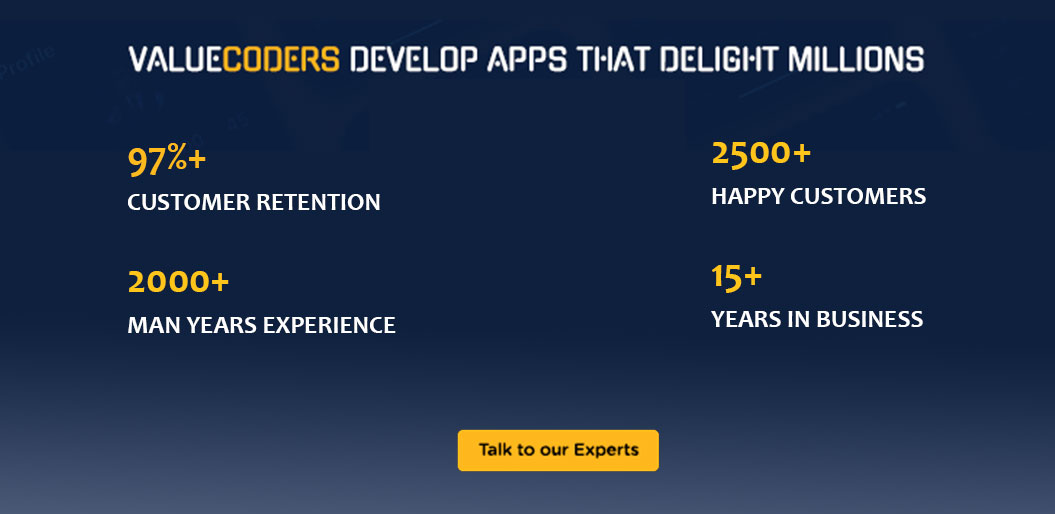 VALUECODERS DEVELOP APPS THAT DELIGHT MILLIONS
Profile
97%+
CUSTOMER RETENTION
2500+
HAPPY CUSTOMERS
2000+
MAN YEARS EXPERIENCE
15+
YEARS IN BUSINESS
Talk to our Experts